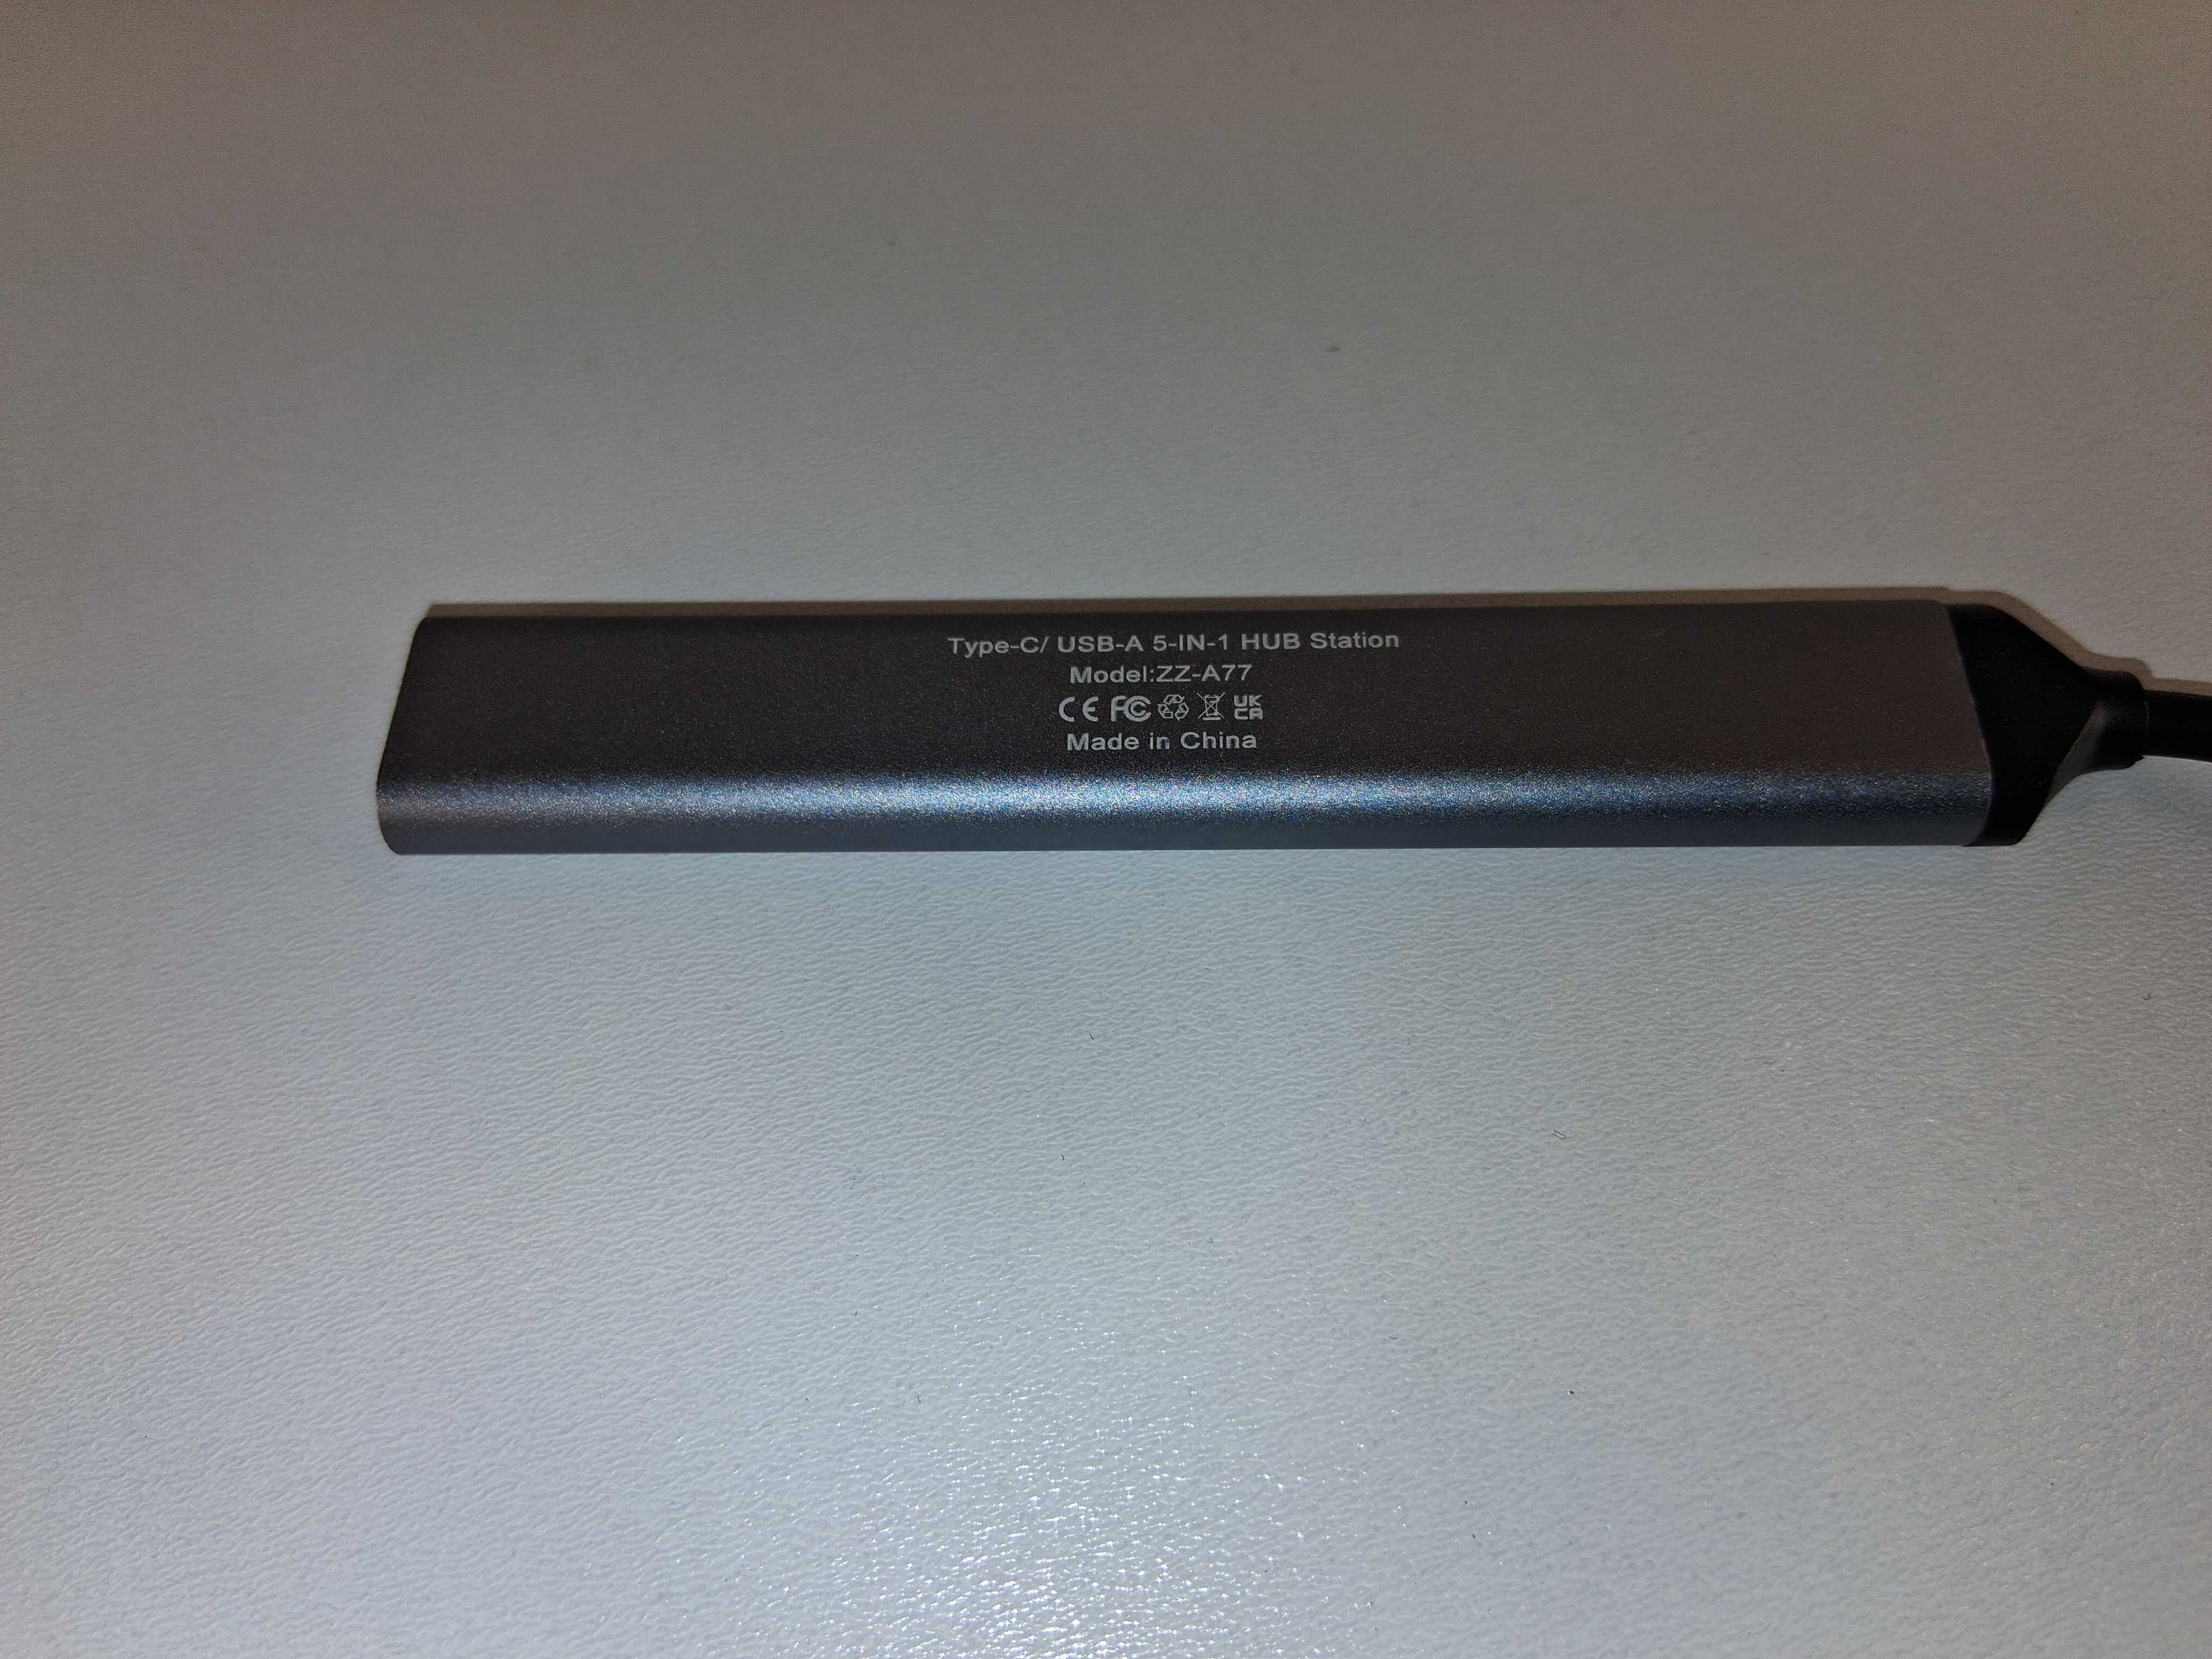 Type-C/ USB-A 5-IN-1 HUB Station
Model:ZZ-A77
CE FC UK CA
Made in China